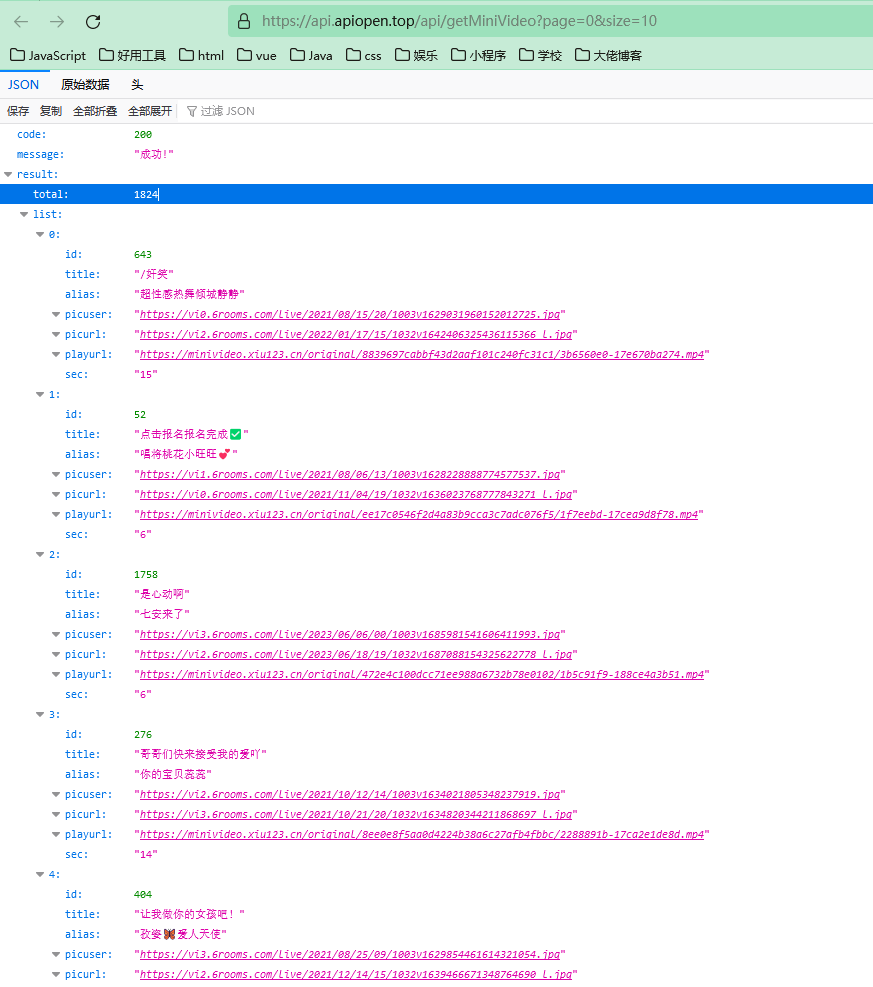 https://api.apiopen.top/api/getMiniVideo?page=0&size=10
JavaScript 好用工具 html vue Java css 娱乐 小程序 学校 大佬博客
JSON 原始数据 头
保存 复制 全部折叠 全部展开 过滤 JSON
code: 200
message: "成功!"
result:
total: 1824
list:
0:
id: 643
title: "/奸笑"
alias: "超性感热舞倾城静静"
picuser: "https://vi0.6rooms.com/live/2021/08/15/20/1003v1629031960152012725.jpg"
picurl: "https://vi2.6rooms.com/live/2022/01/17/15/1032v1642406325436115366_l.jpg"
playurl: "https://minivideo.xiu123.cn/original/8839697cabbf43d2aaf101c240fc31c1/3b6560e0-17e670ba274.mp4"
sec: "15"
1:
id: 52
title: "点击报名报名完成✅"
alias: "唱将桃花小旺旺💕"
picuser: "https://vi1.6rooms.com/live/2021/08/06/13/1003v1628228888774577537.jpg"
picurl: "https://vi0.6rooms.com/live/2021/11/04/19/1032v1636023768777843271_l.jpg"
playurl: "https://minivideo.xiu123.cn/original/ee17c0546f2d4a83b9cca3c7adc076f5/1f7eebd-17cea9d8f78.mp4"
sec: "6"
2:
id: 1758
title: "是心动啊"
alias: "七安来了"
picuser: "https://vi3.6rooms.com/live/2023/06/06/00/1003v1685981541606411993.jpg"
picurl: "https://vi2.6rooms.com/live/2023/06/18/19/1032v1687088154325622778_l.jpg"
playurl: "https://minivideo.xiu123.cn/original/472e4c100dcc71ee988a6732b78e0102/1b5c91f9-188ce4a3b51.mp4"
sec: "6"
3:
id: 276
title: "哥哥们快来接受我的爱吖"
alias: "你的宝贝蕊蕊"
picuser: "https://vi2.6rooms.com/live/2021/10/12/14/1003v1634021805348237919.jpg"
picurl: "https://vi3.6rooms.com/live/2021/10/21/20/1032v1634820344211868697_l.jpg"
playurl: "https://minivideo.xiu123.cn/original/8ee0e8f5aa0d4224b38a6c27afb4fbbc/2288891b-17ca2e1de8d.mp4"
sec: "14"
4:
id: 404
title: "让我做你的女孩吧！"
alias: "孜姿🦋爱人天使"
picuser: "https://vi3.6rooms.com/live/2021/08/25/09/1003v1629854461614321054.jpg"
picurl: "https://vi2.6rooms.com/live/2021/12/14/15/1032v1639466671348764690_l.jpg"